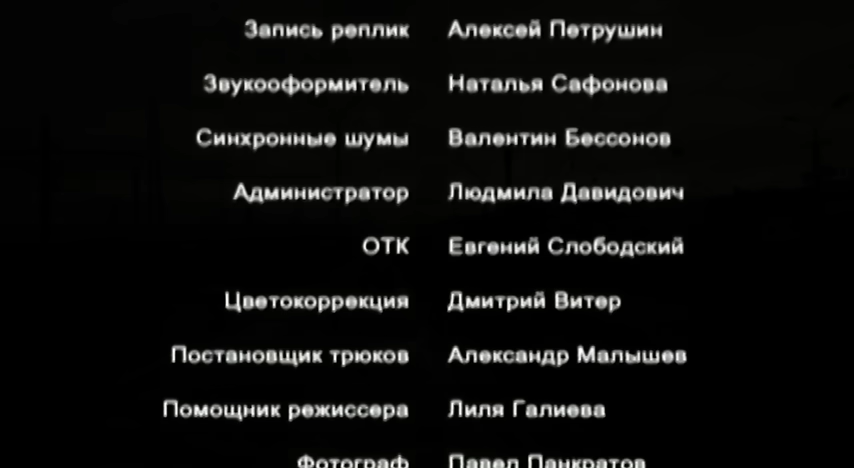 Запись реплик Алексей Петрушин
Звукооформитель Наталья Сафонова
Синхронные шумы Валентин Бессонов
Администратор Людмила Давидович
ОТК Евгений Слободский
Цветокоррекция Дмитрий Витер
Постановщик трюков Александр Малышев
Помощник режиссера Лиля Галиева
Фотограф Павел Панкратов